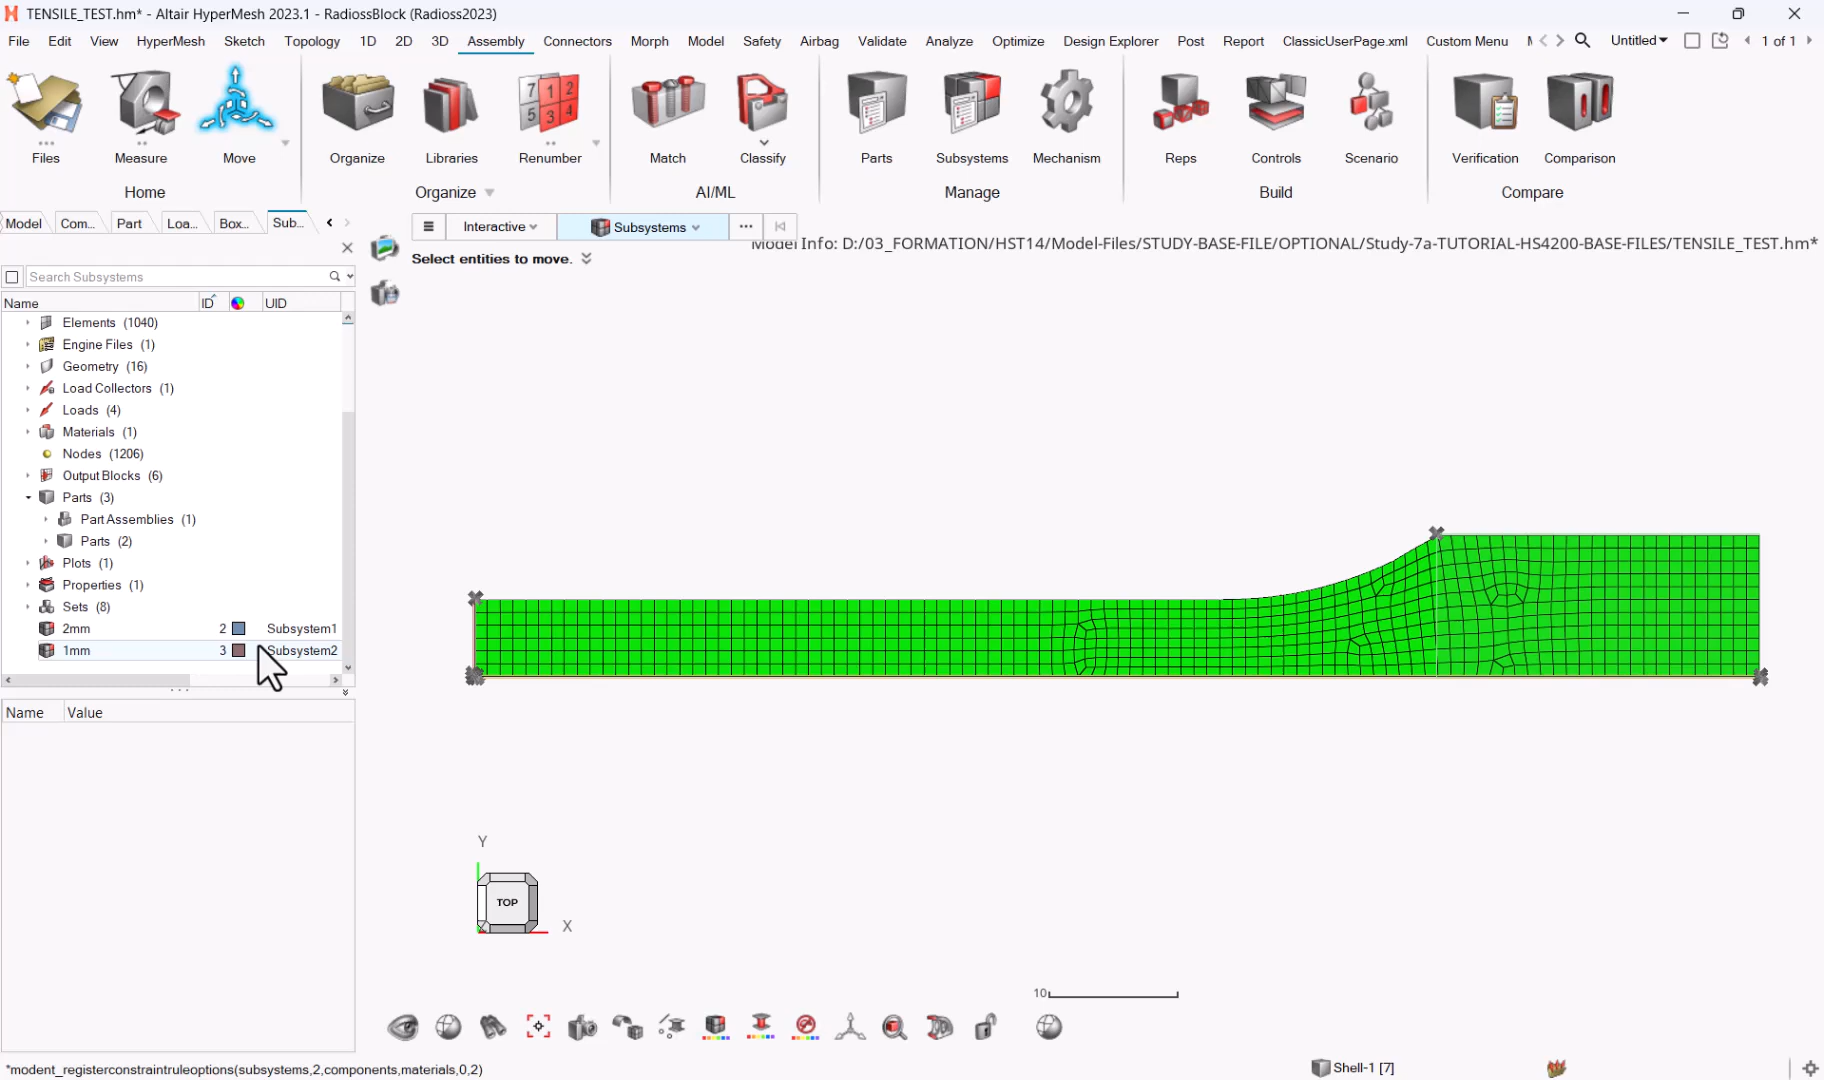 TENSILE_TEST.hm* - Altair HyperMesh 2023.1 - RadiossBlock (Radioss2023)
File Edit View HyperMesh Sketch Topology 1D 2D 3D Assembly Connectors Morph Model Safety Airbag Validate Analyze Optimize Design Explorer Post Report ClassicUserPage.xml Custom Menu Untitled 1 of 1
7 1 2
5 3 4
Files Measure Move Organize Libraries Renumber Match Classify Parts Subsystems Mechanism Reps Controls Scenario Verification Comparison
Home Organize AI/ML Manage Build Compare
Model Com... Part Loa... Box... Sub...
Interactive Subsystems ...
Model Info: D:/03_FORMATION/HST14/Model-Files/STUDY-BASE-FILE/OPTIONAL/Study-7a-TUTORIAL-HS4200-BASE-FILES/TENSILE_TEST.hm*
Select entities to move.
Search Subsystems
Name ID UID
Elements (1040)
Engine Files (1)
Geometry (16)
Load Collectors (1)
Loads (4)
Materials (1)
Nodes (1206)
Output Blocks (6)
Parts (3)
Part Assemblies (1)
Parts (2)
Plots (1)
Properties (1)
Sets (8)
2mm 2 Subsystem1
1mm 3 Subsystem2
Name Value
Y
TOP
X
10
*modent_registerconstraintruleoptions(subsystems,2,components,materials,0,2)
Shell-1 [7]